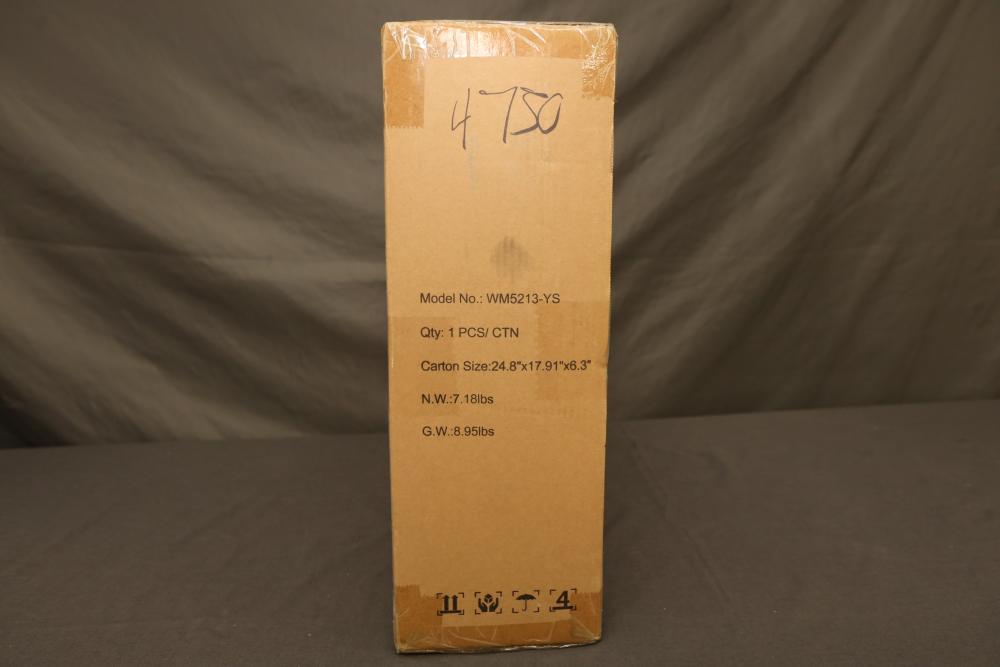 4750
Model No.: WM5213-YS
Qty: 1 PCS/ CTN
Carton Size:24.8"x17.91"x6.3"
N.W.:7.18lbs
G.W.:8.95lbs
4